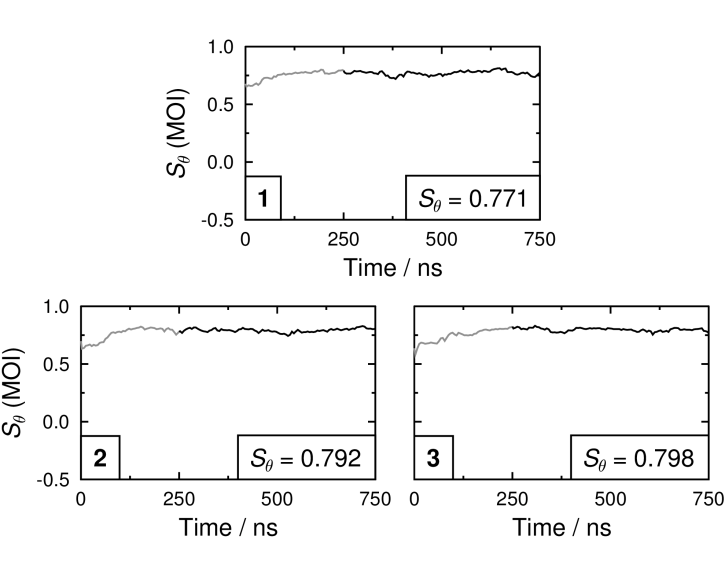 1.0
0.5
0.0
-0.5
Sθ (MOI)
1
Sθ = 0.771
0 250 500 750
Time / ns
1.0
0.5
0.0
-0.5
Sθ (MOI)
2
Sθ = 0.792
0 250 500 750
Time / ns
3
Sθ = 0.798
0 250 500 750
Time / ns